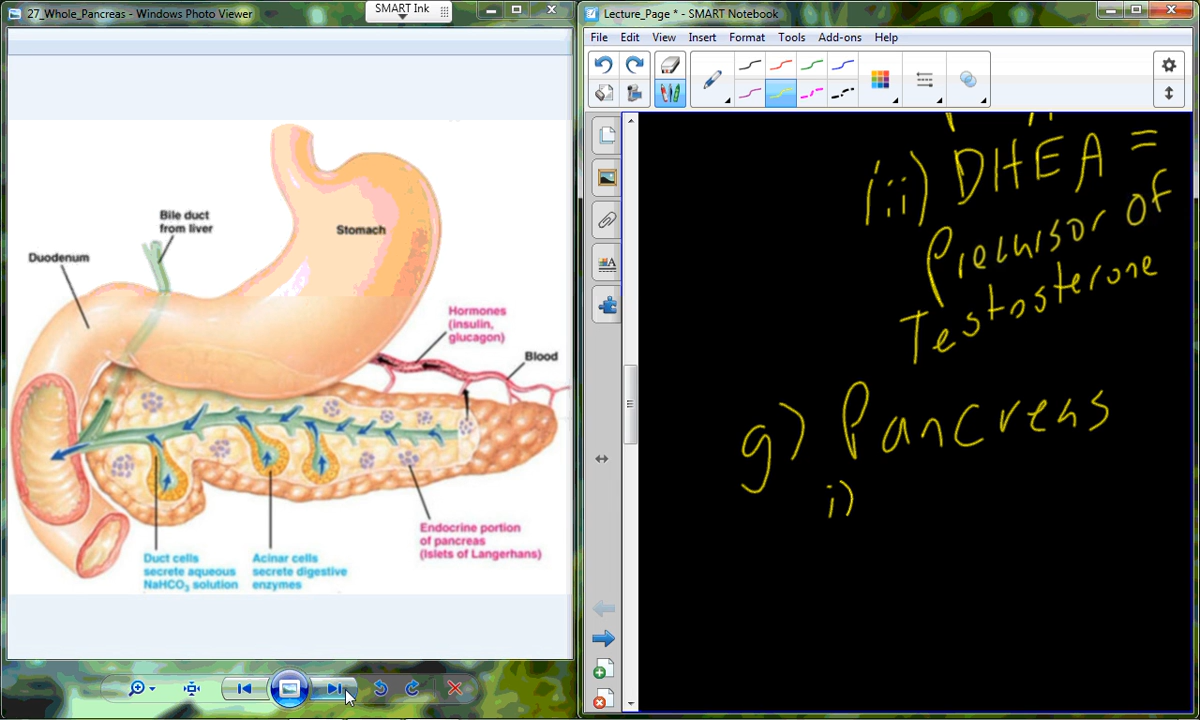 27_Whole_Pancreas - Windows Photo Viewer
SMART Ink
Bile duct
from liver
Duodenum
Stomach
Hormones
(insulin,
glucagon)
Blood
Endocrine portion
of pancreas
(Islets of Langerhans)
Duct cells
secrete aqueous
NaHCO3 solution
Acinar cells
secrete digestive
enzymes
Lecture_Page * - SMART Notebook
File Edit View Insert Format Tools Add-ons Help
iii) DHEA =
Precursor of
Testosterone
g) Pancreas
i)